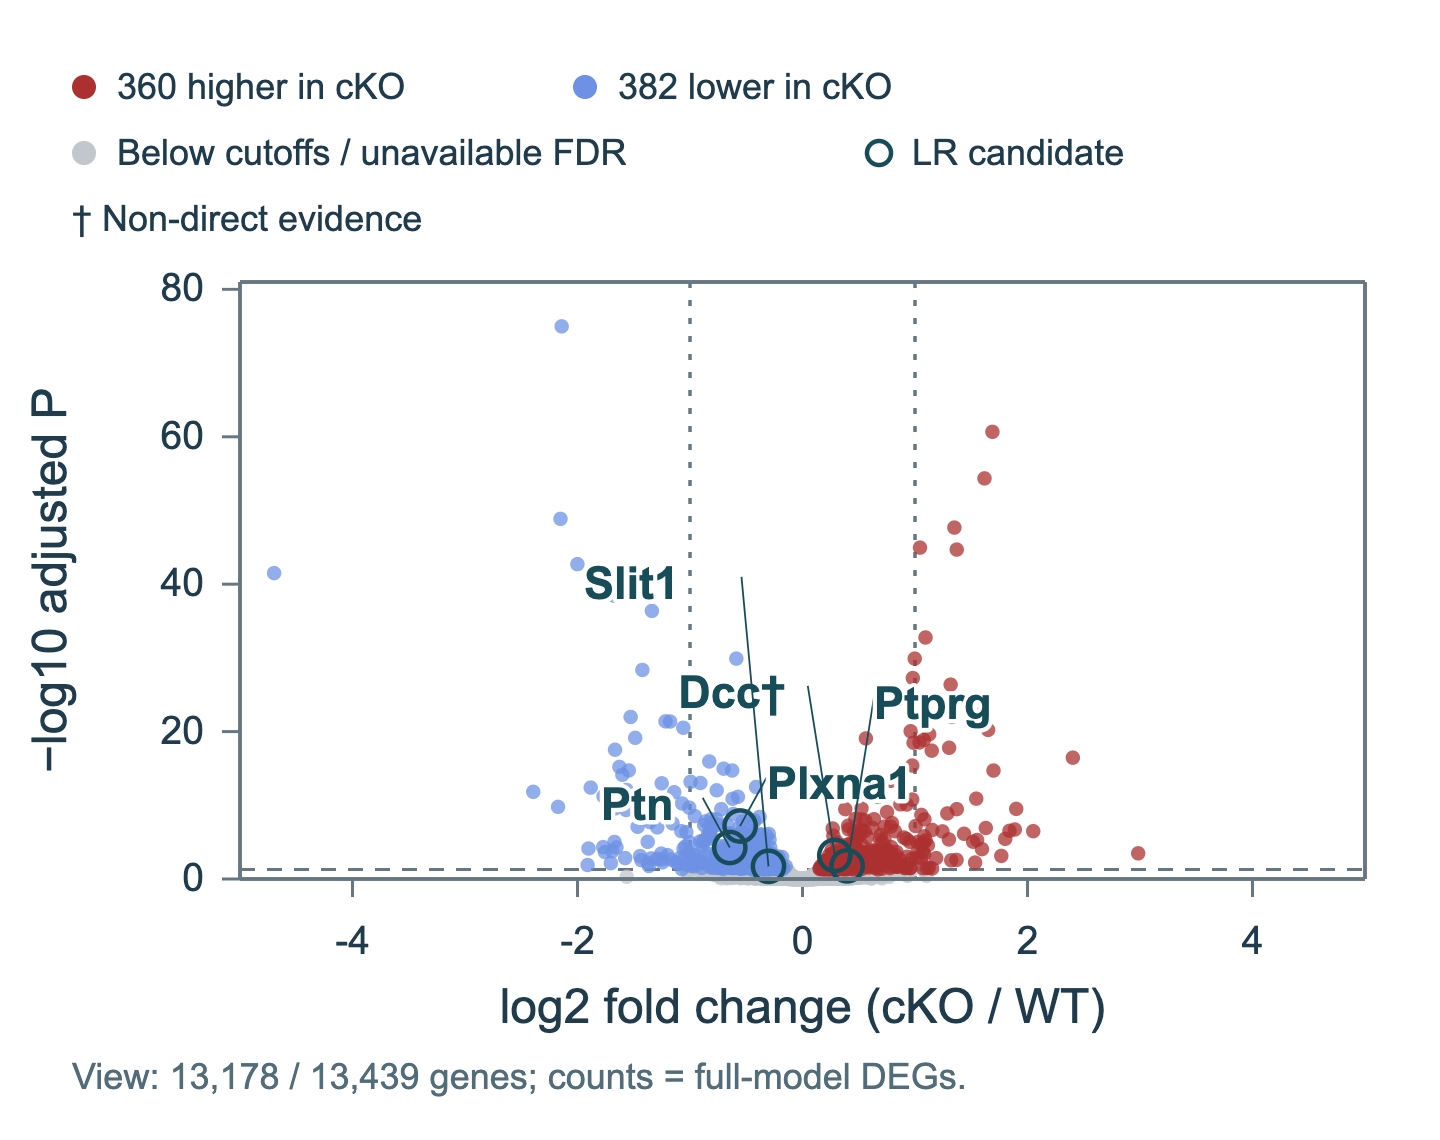 360 higher in cKO
382 lower in cKO
Below cutoffs / unavailable FDR
LR candidate
† Non-direct evidence
−log10 adjusted P
80
60
40
20
0
Slit1
Dcc†
Ptprg
Plxna1
Ptn
-4
-2
0
2
4
log2 fold change (cKO / WT)
View: 13,178 / 13,439 genes; counts = full-model DEGs.